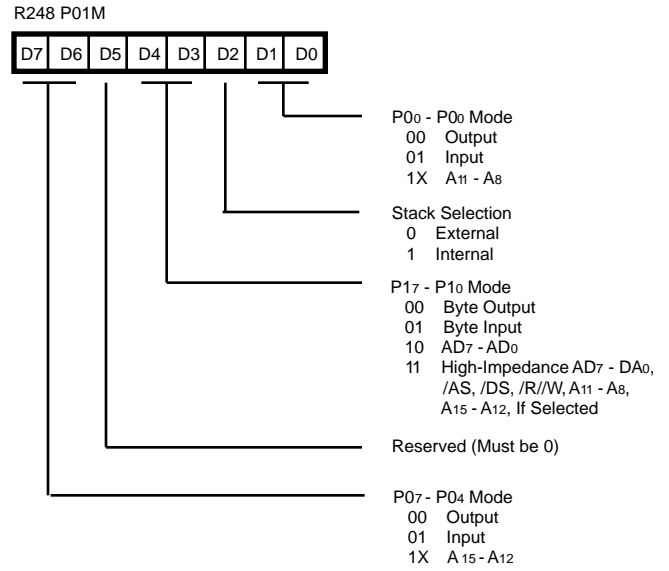 R248 P01M
D7 D6 D5 D4 D3 D2 D1 D0
P00 - P00 Mode
00 Output
01 Input
1X A11 - A8
Stack Selection
0 External
1 Internal
P17 - P10 Mode
00 Byte Output
01 Byte Input
10 AD7 - AD0
11 High-Impedance AD7 - DA0,
/AS, /DS, /R//W, A11 - A8,
A15 - A12, If Selected
Reserved (Must be 0)
P07 - P04 Mode
00 Output
01 Input
1X A15 - A12